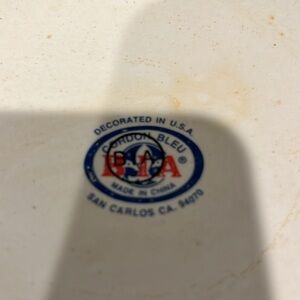 DECORATED IN U.S.A.
CORDON BLEU
BIA®
B A
MADE IN CHINA
SAN CARLOS CA. 94070